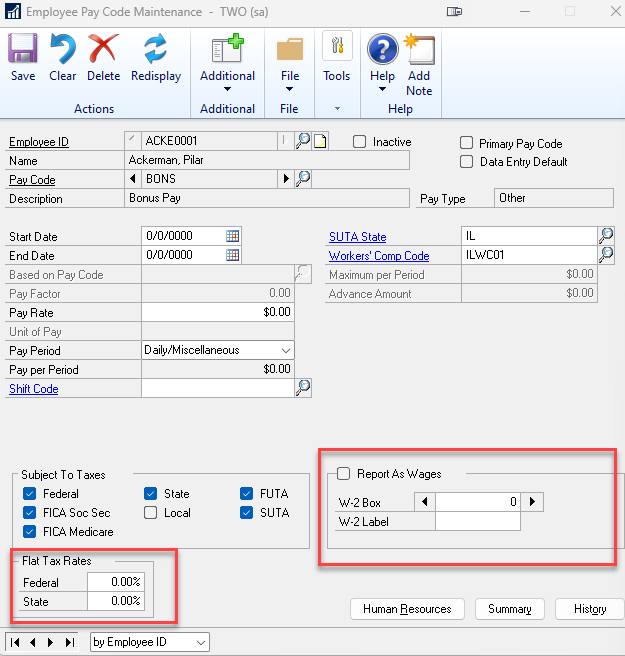 Employee Pay Code Maintenance - TWO (sa)
Save Clear Delete Redisplay Additional File Tools Help Add Note
Actions Additional File Help
Employee ID ACKE0001 Inactive Primary Pay Code
Name Ackerman, Pilar Data Entry Default
Pay Code BONS
Description Bonus Pay Pay Type Other
Start Date 0/0/0000 SUTA State IL
End Date 0/0/0000 Workers' Comp Code ILWC01
Based on Pay Code Maximum per Period $0.00
Pay Factor 0.00 Advance Amount $0.00
Pay Rate $0.00
Unit of Pay
Pay Period Daily/Miscellaneous
Pay per Period $0.00
Shift Code
Subject To Taxes Report As Wages
Federal State FUTA W-2 Box 0
FICA Soc Sec Local SUTA W-2 Label
FICA Medicare
Flat Tax Rates
Federal 0.00%
State 0.00%
Human Resources Summary History
by Employee ID